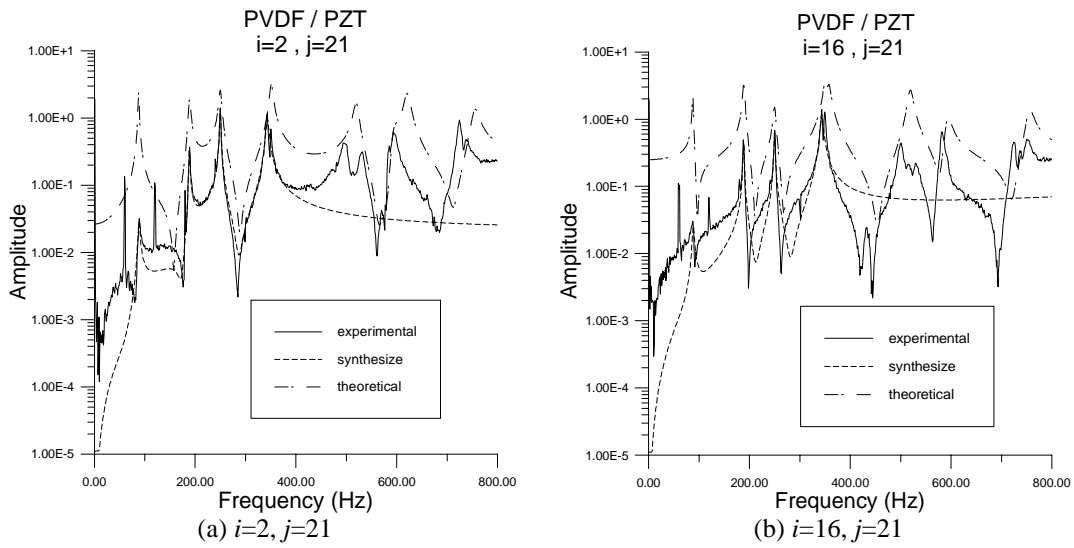 PVDF / PZT
i=2 , j=21
1.00E+1
1.00E+0
1.00E-1
1.00E-2
1.00E-3
1.00E-4
1.00E-5
Amplitude
experimental
synthesize
theoretical
0.00 200.00 400.00 600.00 800.00
Frequency (Hz)
(a) i=2, j=21
PVDF / PZT
i=16 , j=21
1.00E+1
1.00E+0
1.00E-1
1.00E-2
1.00E-3
1.00E-4
1.00E-5
Amplitude
experimental
synthesize
theoretical
0.00 200.00 400.00 600.00 800.00
Frequency (Hz)
(b) i=16, j=21